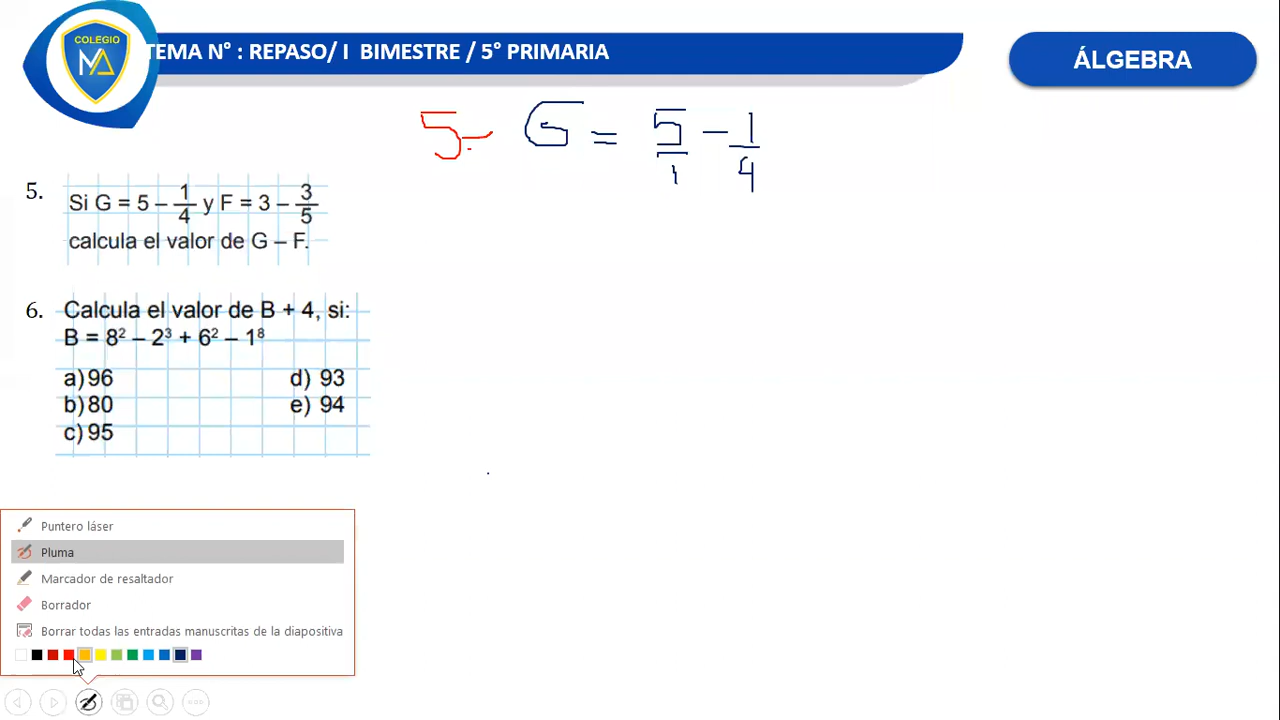 COLEGIO
MA
TEMA N° : REPASO/ I BIMESTRE / 5° PRIMARIA
ÁLGEBRA
5.- G = 5/1 - 1/4
5. Si G = 5 – 1/4 y F = 3 – 3/5
calcula el valor de G – F.
6. Calcula el valor de B + 4, si:
B = 8² – 2³ + 6² – 1⁸
a) 96 d) 93
b) 80 e) 94
c) 95
Puntero láser
Pluma
Marcador de resaltador
Borrador
Borrar todas las entradas manuscritas de la diapositiva